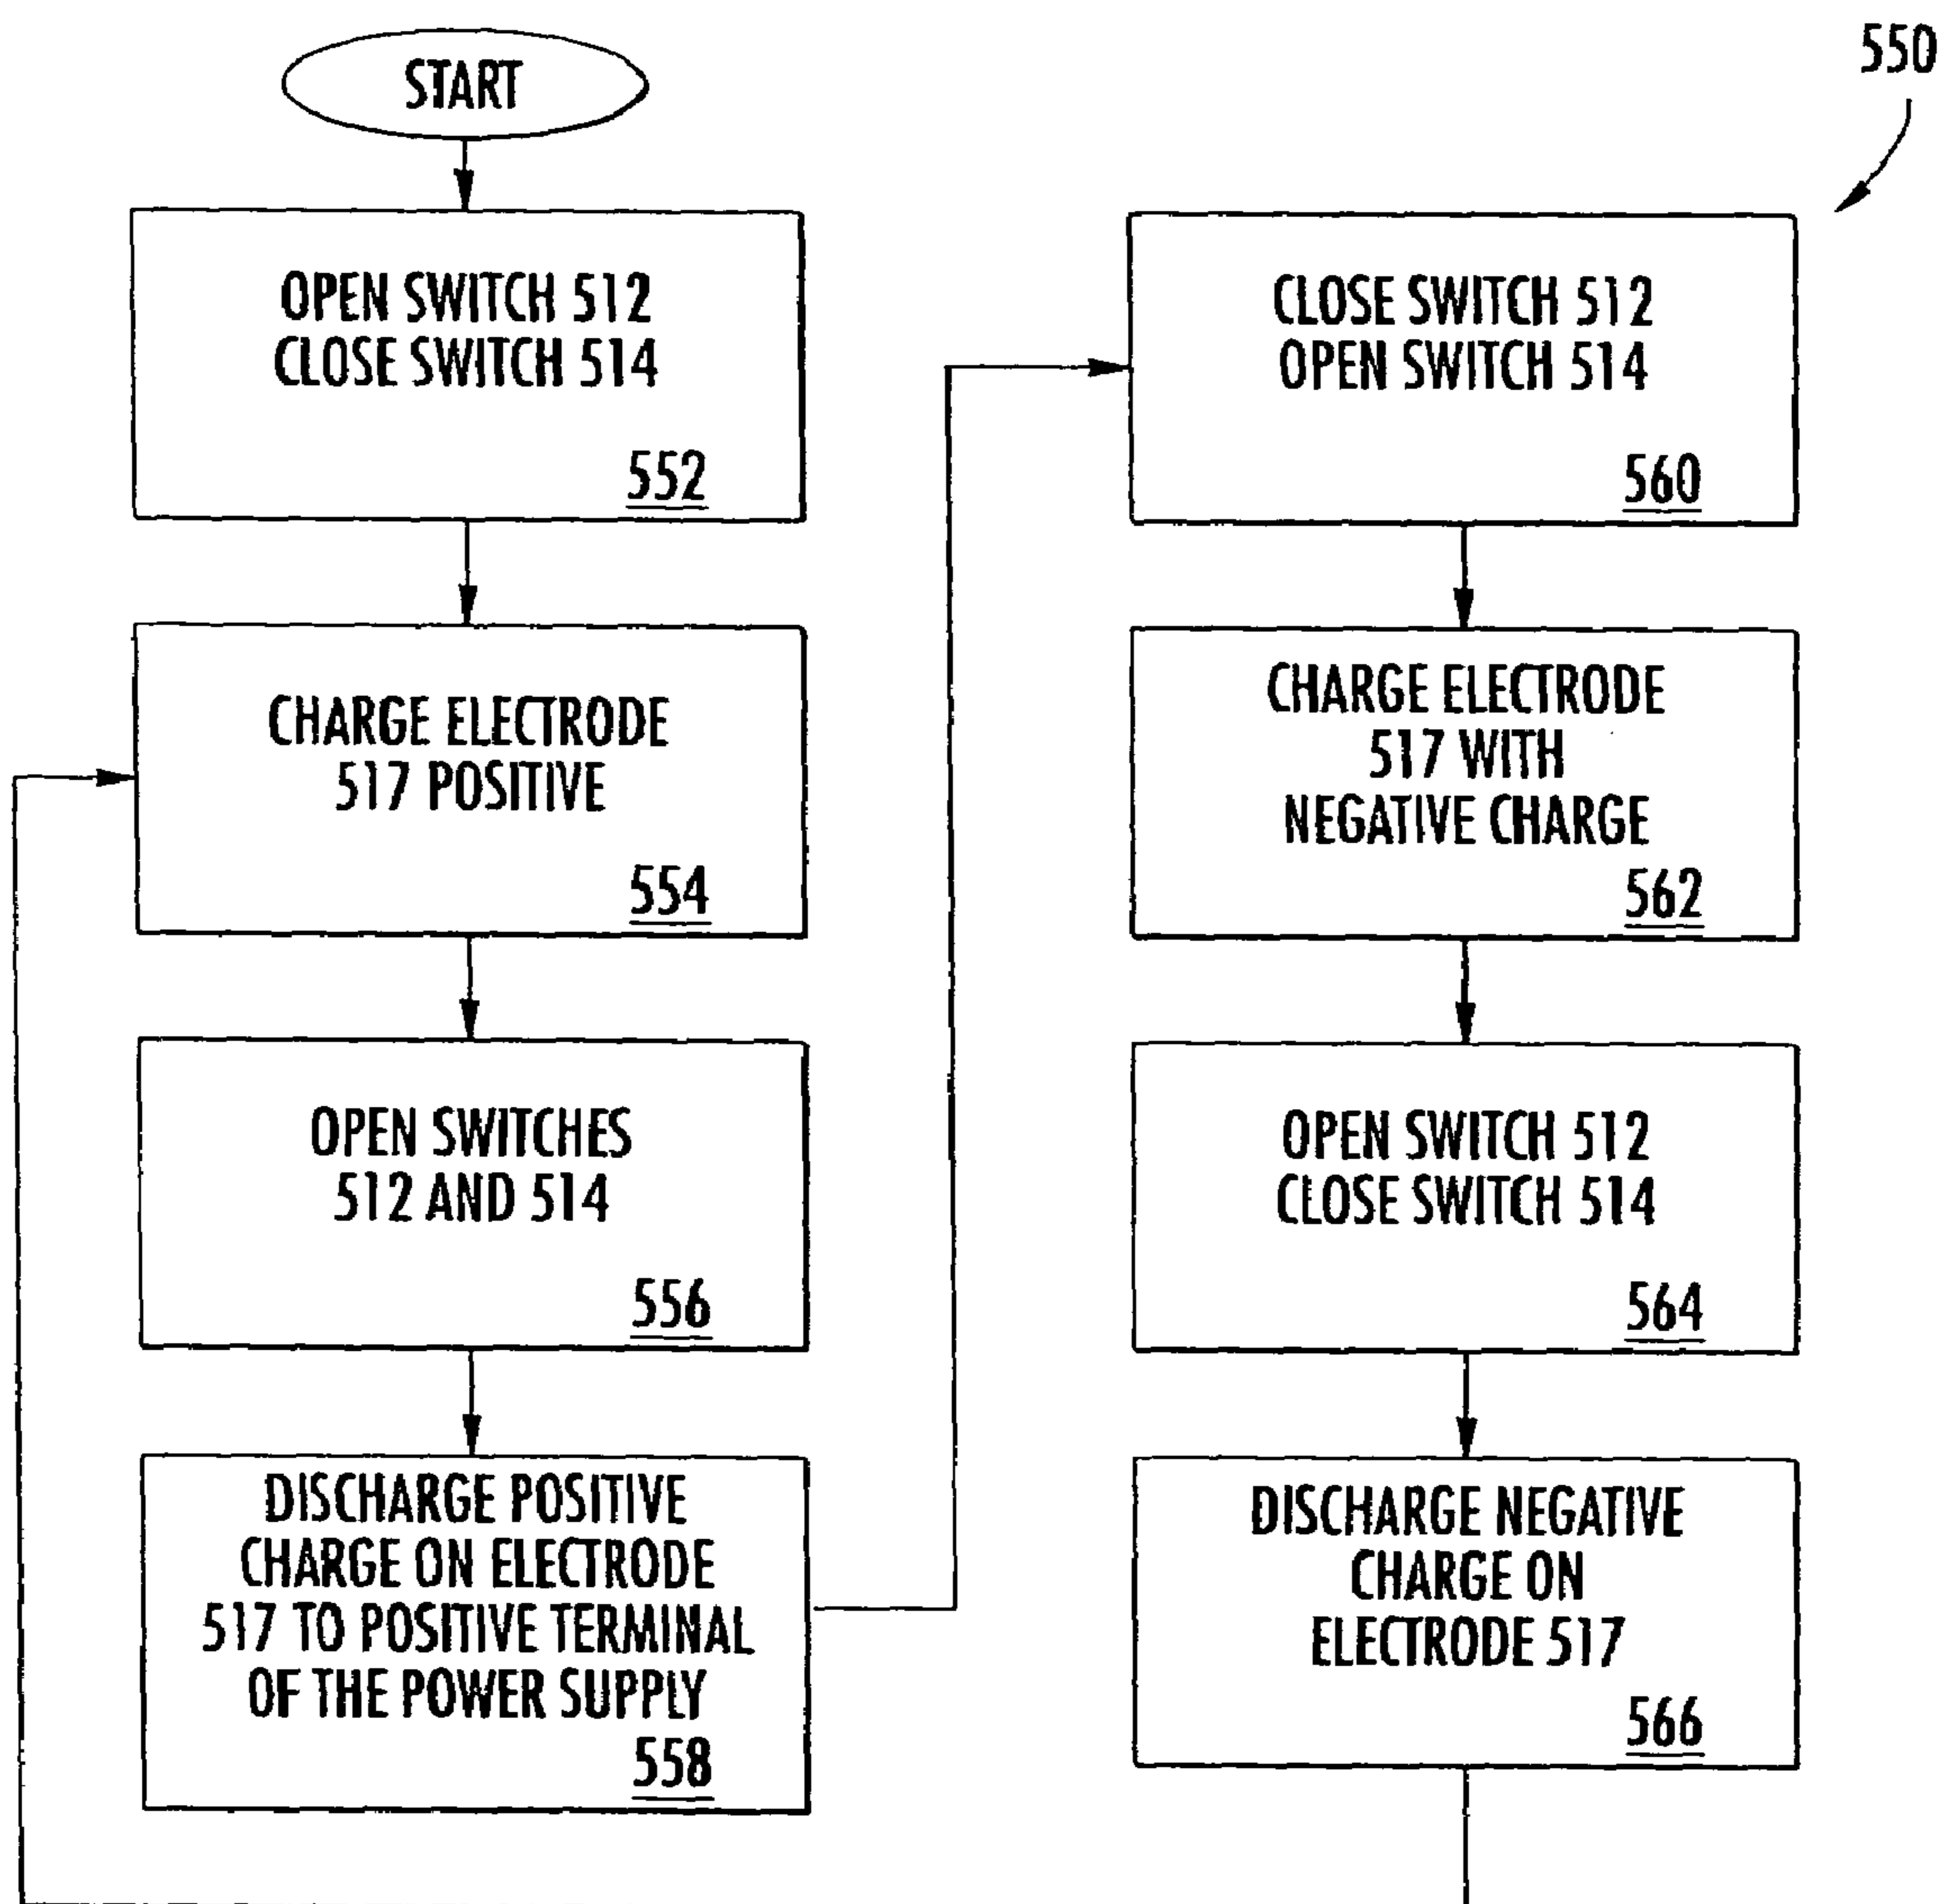 START
550
OPEN SWITCH 512
CLOSE SWITCH 514
552
CHARGE ELECTRODE
517 POSITIVE
554
OPEN SWITCHES
512 AND 514
556
DISCHARGE POSITIVE
CHARGE ON ELECTRODE
517 TO POSITIVE TERMINAL
OF THE POWER SUPPLY
558
CLOSE SWITCH 512
OPEN SWITCH 514
560
CHARGE ELECTRODE
517 WITH
NEGATIVE CHARGE
562
OPEN SWITCH 512
CLOSE SWITCH 514
564
DISCHARGE NEGATIVE
CHARGE ON
ELECTRODE 517
566